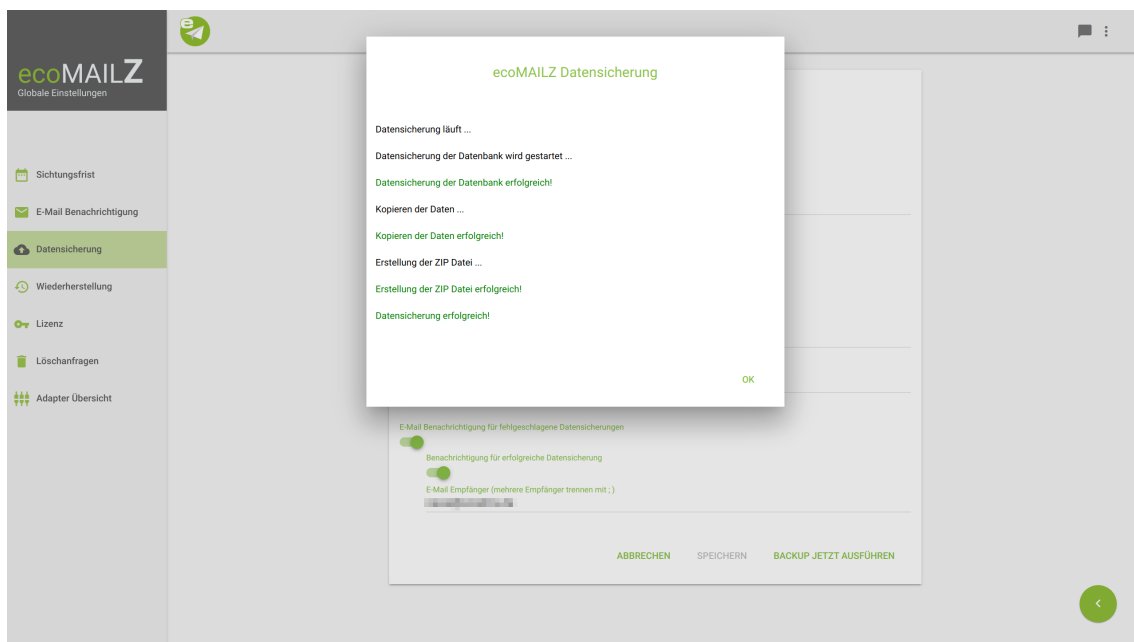 e
ecoMAILZ
Globale Einstellungen
Sichtungsfrist
E-Mail Benachrichtigung
Datensicherung
Wiederherstellung
Lizenz
Löschanfragen
Adapter Übersicht
ecoMAILZ Datensicherung
Datensicherung läuft ...
Datensicherung der Datenbank wird gestartet ...
Datensicherung der Datenbank erfolgreich!
Kopieren der Daten ...
Kopieren der Daten erfolgreich!
Erstellung der ZIP Datei ...
Erstellung der ZIP Datei erfolgreich!
Datensicherung erfolgreich!
OK
E-Mail Benachrichtigung für fehlgeschlagene Datensicherungen
Benachrichtigung für erfolgreiche Datensicherung
E-Mail Empfänger (mehrere Empfänger trennen mit ; )
ABBRECHEN SPEICHERN BACKUP JETZT AUSFÜHREN